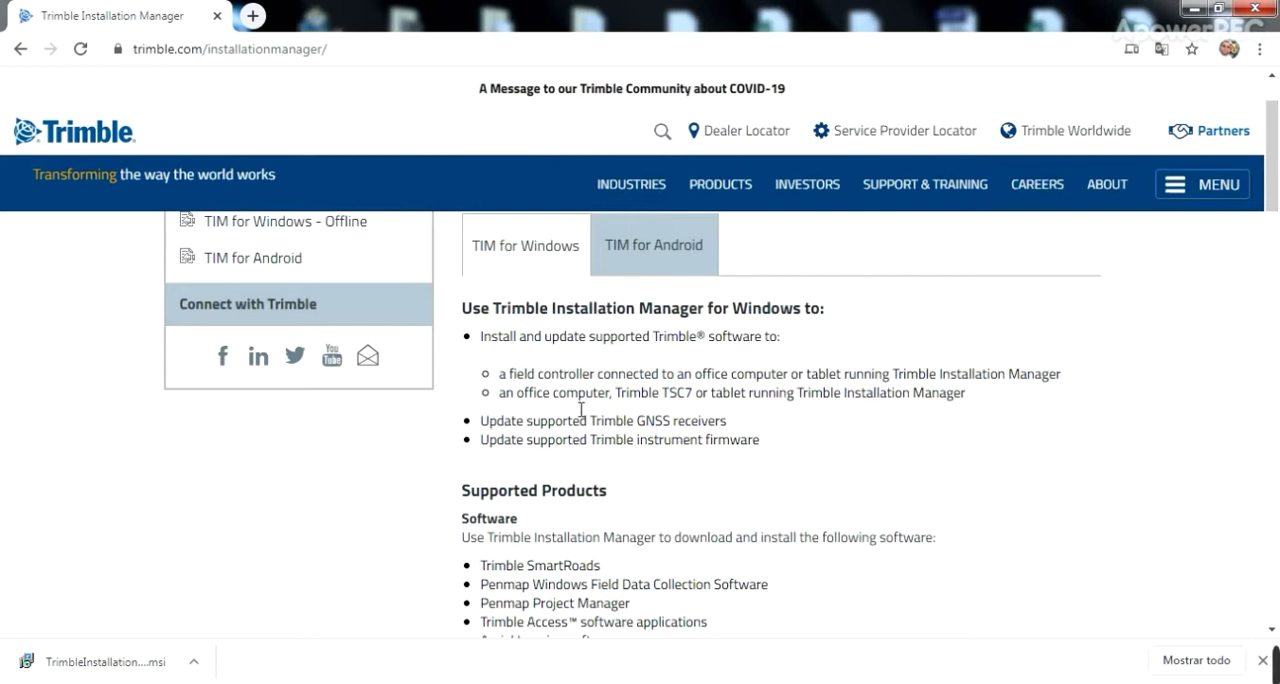 Trimble Installation Manager
ApowerREC
trimble.com/installationmanager/
A Message to our Trimble Community about COVID-19
Trimble.
Dealer Locator
Service Provider Locator
Trimble Worldwide
Partners
Transforming the way the world works
INDUSTRIES
PRODUCTS
INVESTORS
SUPPORT & TRAINING
CAREERS
ABOUT
MENU
TIM for Windows - Offline
TIM for Android
Connect with Trimble
f
in
You
Tube
TIM for Windows
TIM for Android
Use Trimble Installation Manager for Windows to:
Install and update supported Trimble® software to:
a field controller connected to an office computer or tablet running Trimble Installation Manager
an office computer, Trimble TSC7 or tablet running Trimble Installation Manager
Update supported Trimble GNSS receivers
Update supported Trimble instrument firmware
Supported Products
Software
Use Trimble Installation Manager to download and install the following software:
Trimble SmartRoads
Penmap Windows Field Data Collection Software
Penmap Project Manager
Trimble Access™ software applications
TrimbleInstallation....msi
Mostrar todo